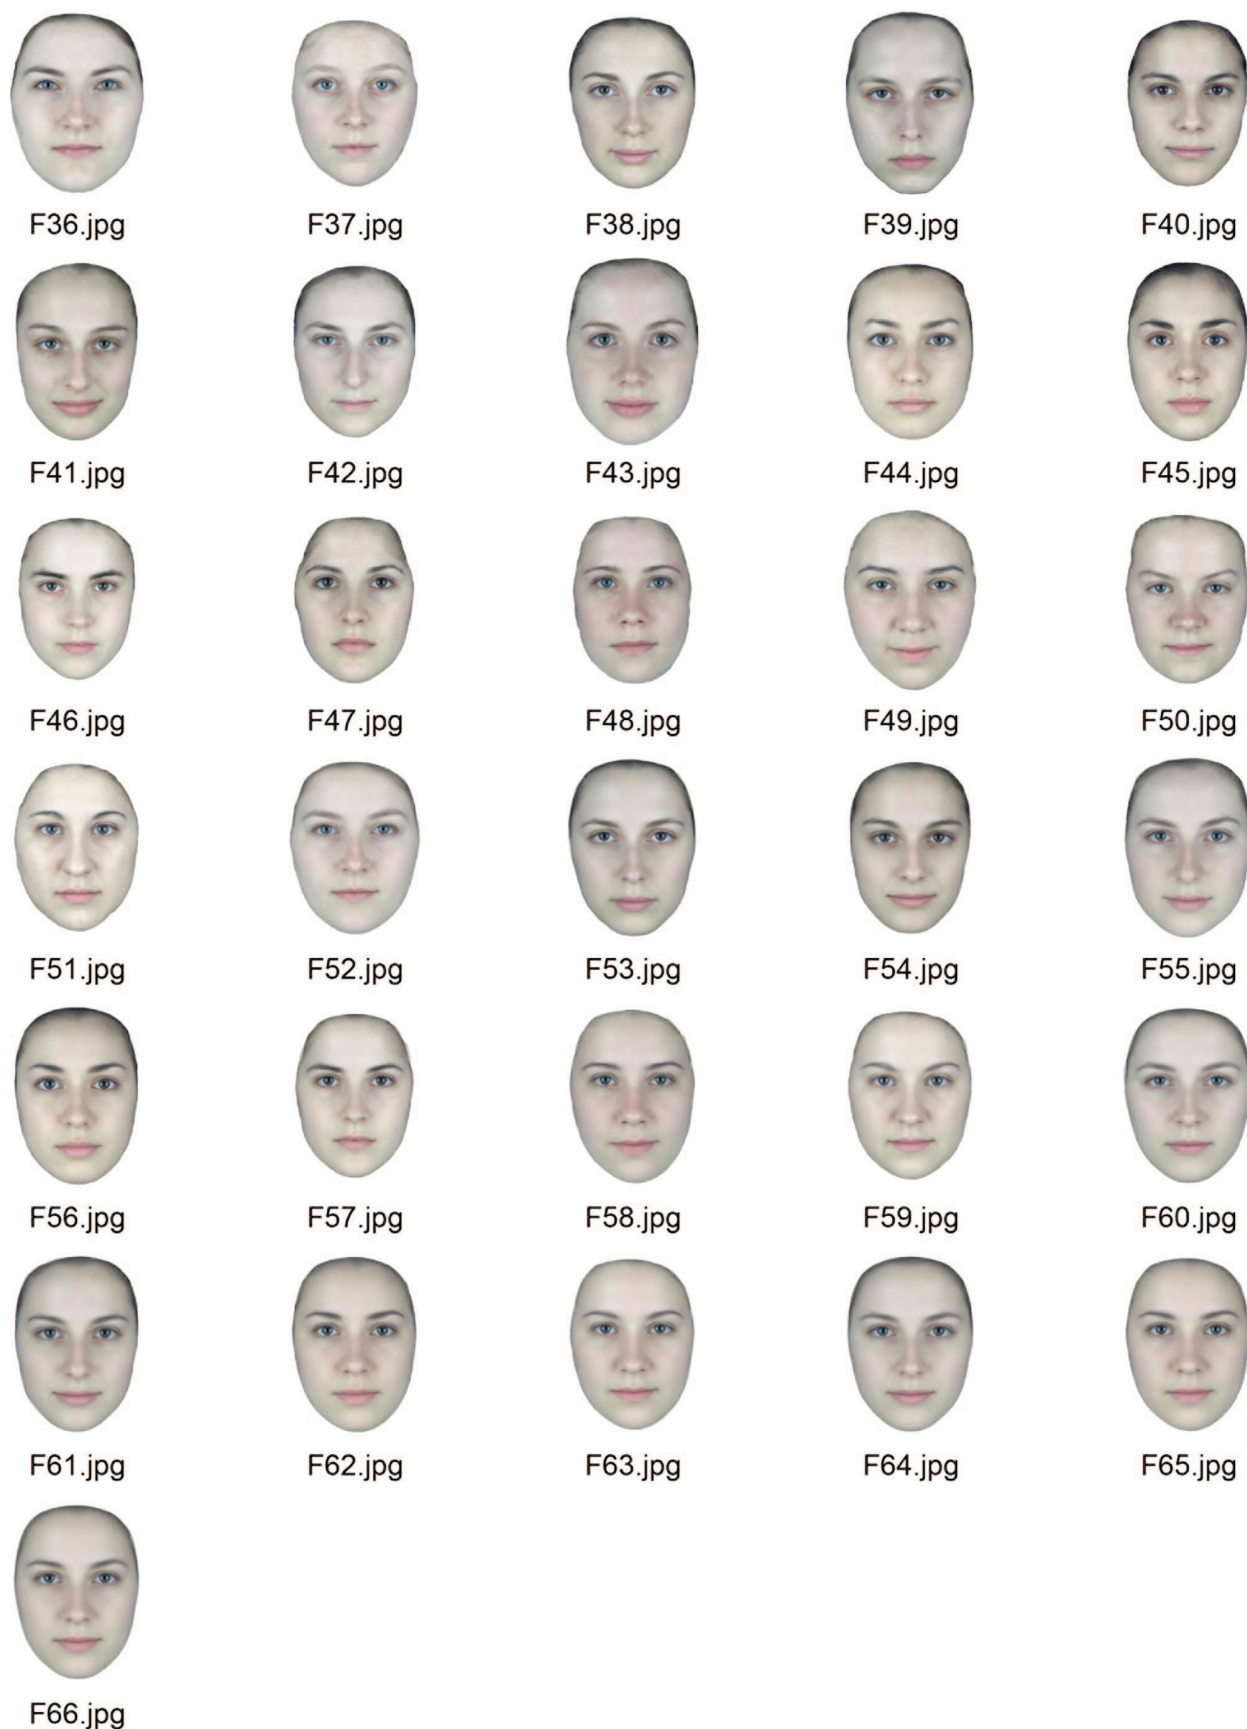 F36.jpg F37.jpg F38.jpg F39.jpg F40.jpg
F41.jpg F42.jpg F43.jpg F44.jpg F45.jpg
F46.jpg F47.jpg F48.jpg F49.jpg F50.jpg
F51.jpg F52.jpg F53.jpg F54.jpg F55.jpg
F56.jpg F57.jpg F58.jpg F59.jpg F60.jpg
F61.jpg F62.jpg F63.jpg F64.jpg F65.jpg
F66.jpg